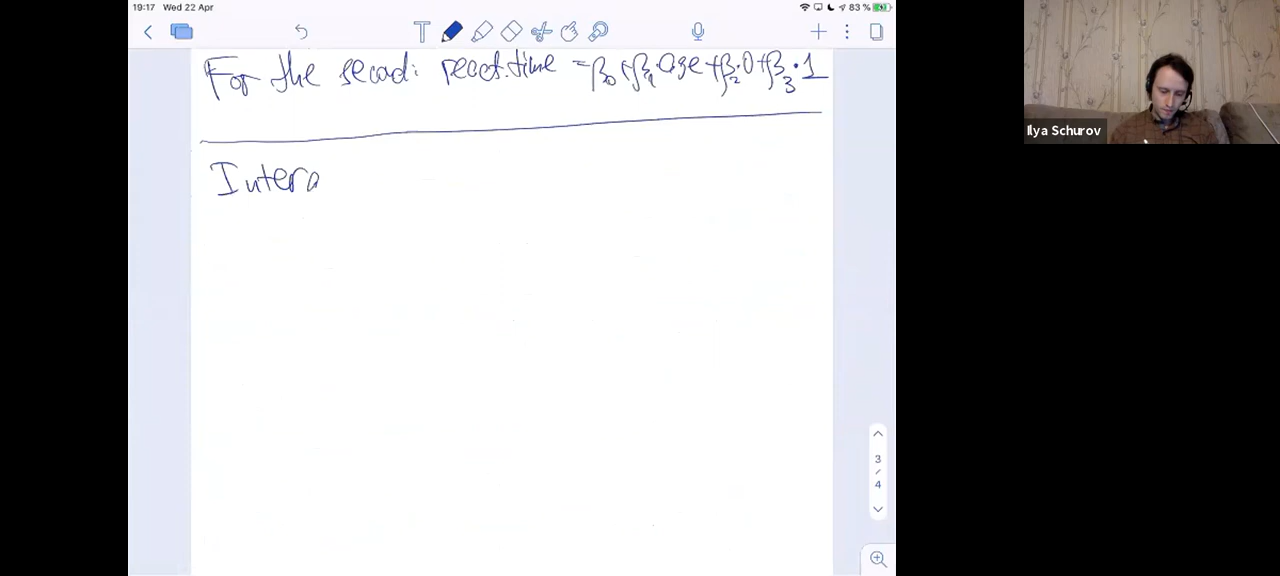 19:17 Wed 22 Apr
83 %
For the secod: react.time = β₀ + β₁ age + β₂·0 + β₃·1
Intera
Ilya Schurov
3
/
4